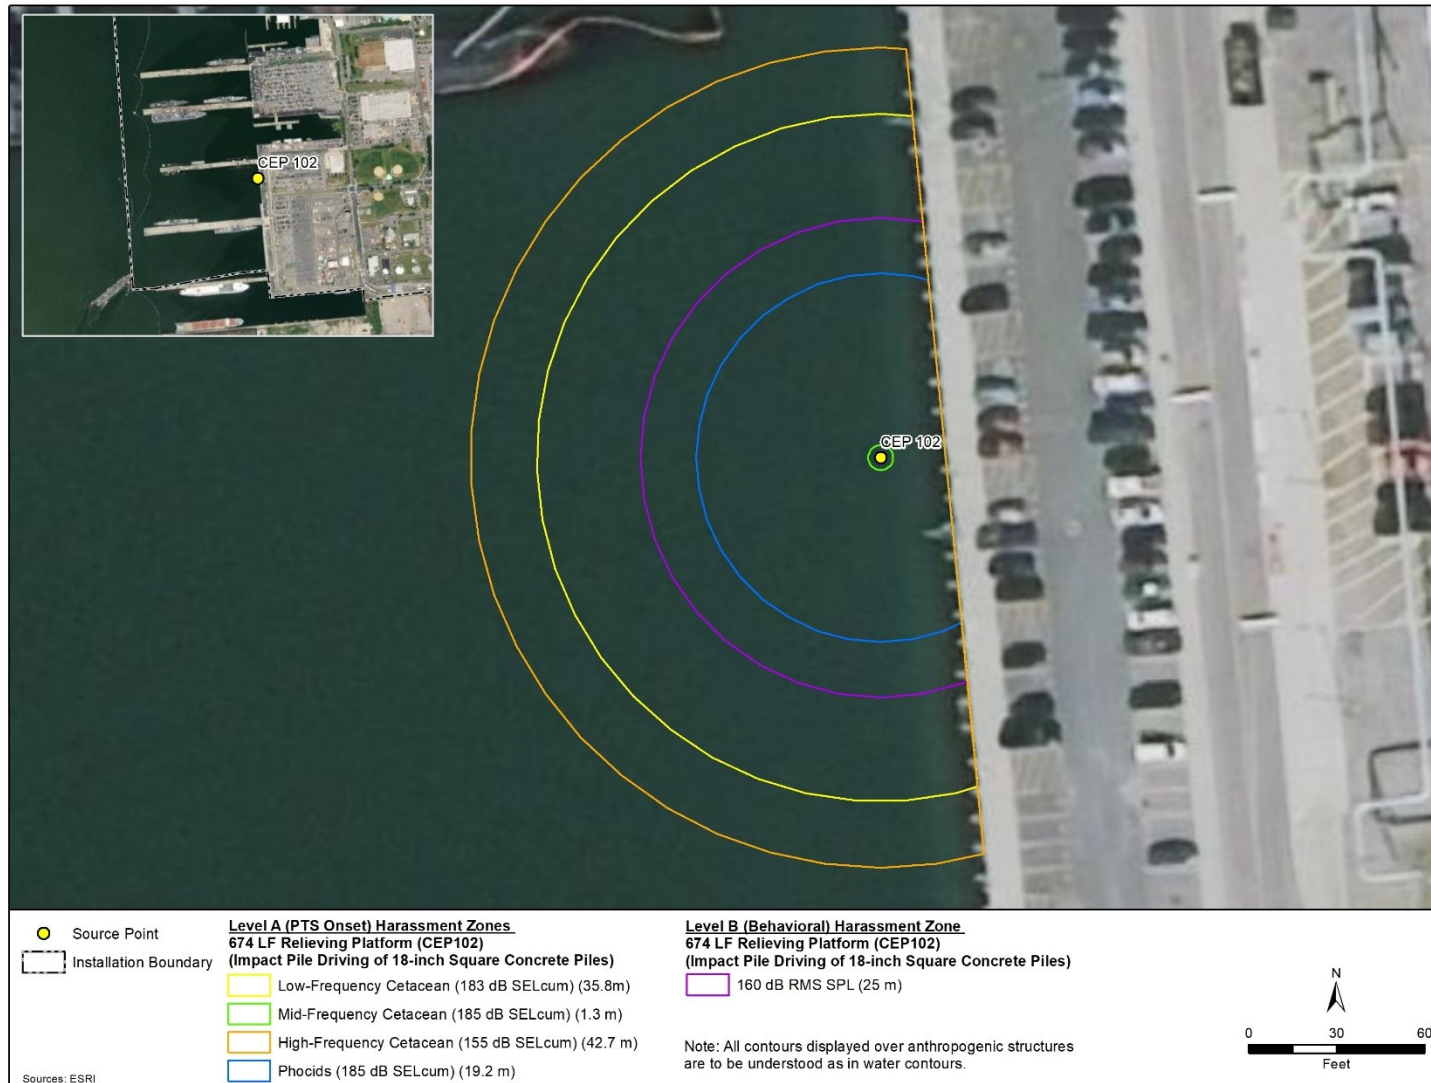 CEP 102
CEP 102
Source Point
Installation Boundary
Sources: ESRI
Level A (PTS Onset) Harassment Zones
674 LF Relieving Platform (CEP102)
(Impact Pile Driving of 18-inch Square Concrete Piles)
Low-Frequency Cetacean (183 dB SELcum) (35.8m)
Mid-Frequency Cetacean (185 dB SELcum) (1.3 m)
High-Frequency Cetacean (155 dB SELcum) (42.7 m)
Phocids (185 dB SELcum) (19.2 m)
Level B (Behavioral) Harassment Zone
674 LF Relieving Platform (CEP102)
(Impact Pile Driving of 18-inch Square Concrete Piles)
160 dB RMS SPL (25 m)
Note: All contours displayed over anthropogenic structures
are to be understood as in water contours.
N
0 30 60
Feet